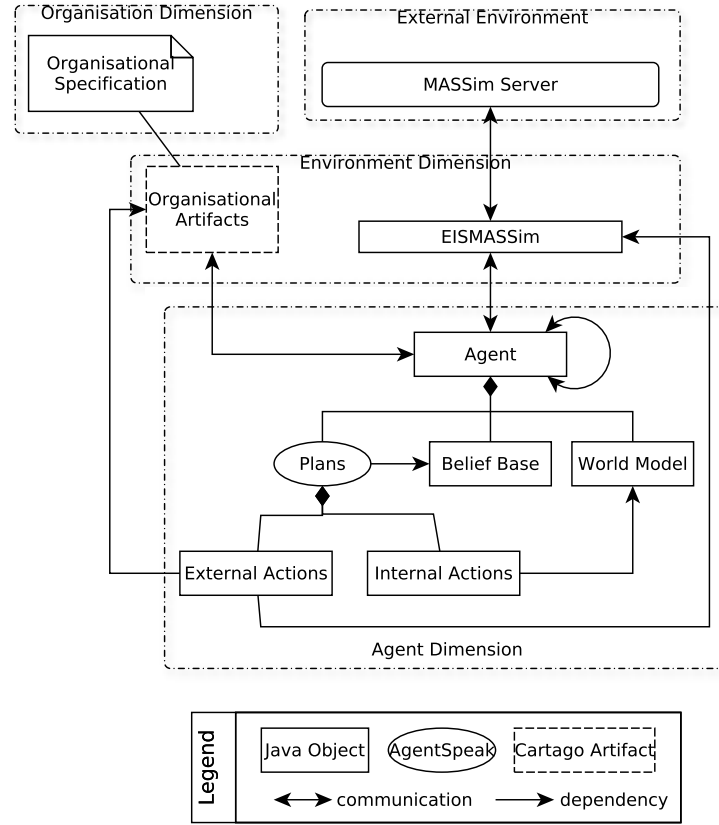 Organisation Dimension
Organisational
Specification
External Environment
MASSim Server
Environment Dimension
Organisational
Artifacts
EISMASSim
Agent
Plans
Belief Base
World Model
External Actions
Internal Actions
Agent Dimension
Legend
Java Object
AgentSpeak
Cartago Artifact
communication
dependency